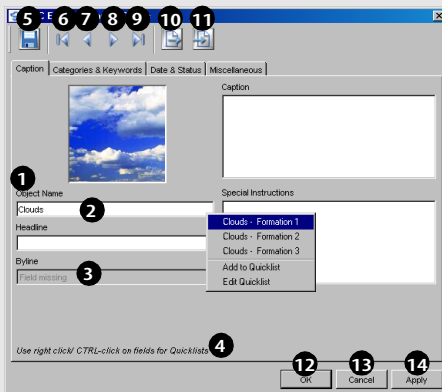 5 6 7 8 9 10 11
Caption Categories & Keywords Date & Status Miscellaneous
Caption
1
Object Name
Special Instructions
Clouds
2
Headline
Clouds - Formation 1
Clouds - Formation 2
Clouds - Formation 3
Byline
Add to Quicklist
Field missing
3
Edit Quicklist
Use right click/ CTRL-click on fields for Quicklists
4
12 13 14
OK Cancel Apply